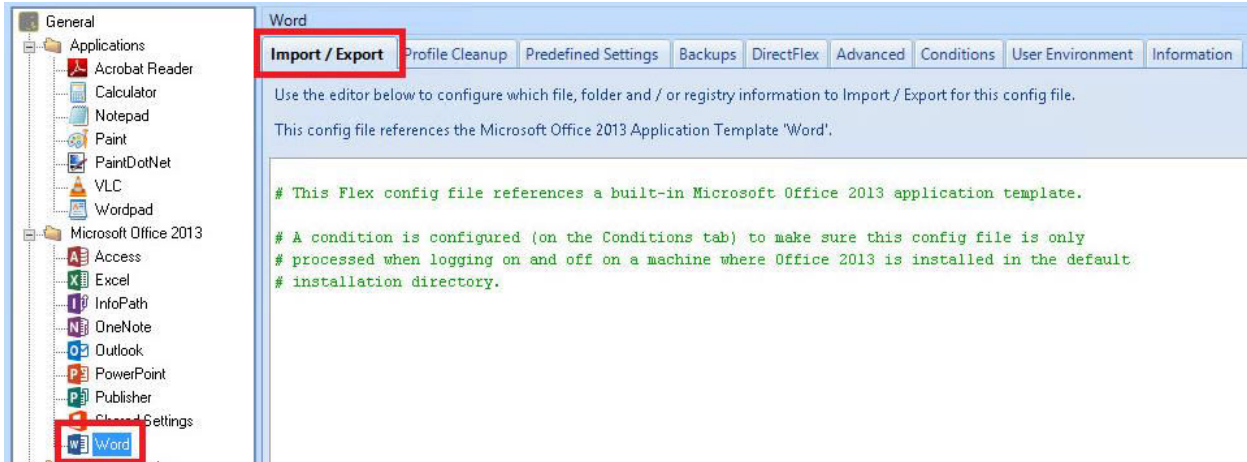 General
Applications
Acrobat Reader
Calculator
Notepad
Paint
PaintDotNet
VLC
Wordpad
Microsoft Office 2013
Access
Excel
InfoPath
OneNote
Outlook
PowerPoint
Publisher
Shared Settings
Word
Word
Import / Export Profile Cleanup Predefined Settings Backups DirectFlex Advanced Conditions User Environment Information
Use the editor below to configure which file, folder and / or registry information to Import / Export for this config file.
This config file references the Microsoft Office 2013 Application Template 'Word'.
# This Flex config file references a built-in Microsoft Office 2013 application template.
# A condition is configured (on the Conditions tab) to make sure this config file is only
# processed when logging on and off on a machine where Office 2013 is installed in the default
# installation directory.